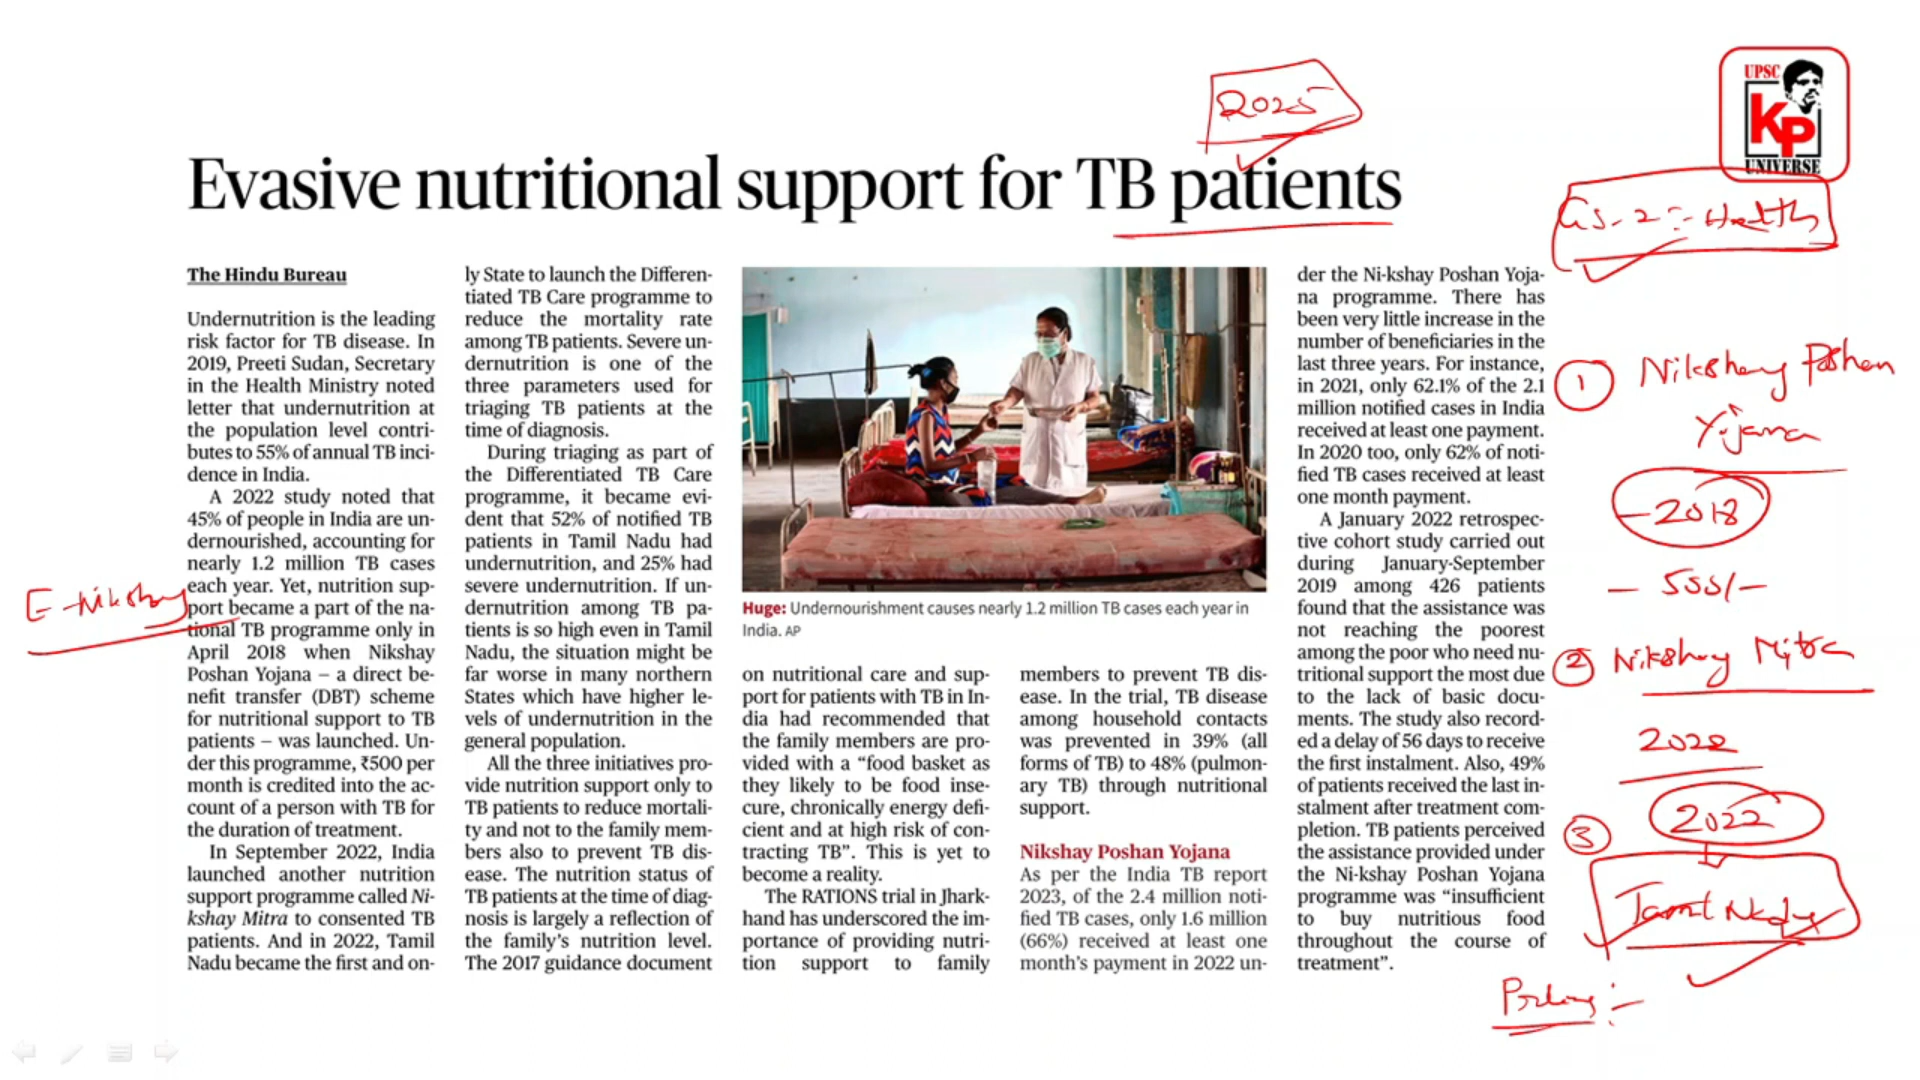 2025
UPSC
KP
UNIVERSE
Evasive nutritional support for TB patients
GS-2:- Health
The Hindu Bureau
Undernutrition is the leading
risk factor for TB disease. In
2019, Preeti Sudan, Secretary
in the Health Ministry noted
letter that undernutrition at
the population level contri-
butes to 55% of annual TB inci-
dence in India.
A 2022 study noted that
45% of people in India are un-
dernourished, accounting for
nearly 1.2 million TB cases
each year. Yet, nutrition sup-
port became a part of the na-
tional TB programme only in
April 2018 when Nikshay
Poshan Yojana – a direct be-
nefit transfer (DBT) scheme
for nutritional support to TB
patients – was launched. Un-
der this programme, ₹500 per
month is credited into the ac-
count of a person with TB for
the duration of treatment.
In September 2022, India
launched another nutrition
support programme called Ni-
kshay Mitra to consented TB
patients. And in 2022, Tamil
Nadu became the first and on-
E-Nikshay
ly State to launch the Differen-
tiated TB Care programme to
reduce the mortality rate
among TB patients. Severe un-
dernutrition is one of the
three parameters used for
triaging TB patients at the
time of diagnosis.
During triaging as part of
the Differentiated TB Care
programme, it became evi-
dent that 52% of notified TB
patients in Tamil Nadu had
undernutrition, and 25% had
severe undernutrition. If un-
dernutrition among TB pa-
tients is so high even in Tamil
Nadu, the situation might be
far worse in many northern
States which have higher le-
vels of undernutrition in the
general population.
All the three initiatives pro-
vide nutrition support only to
TB patients to reduce mortali-
ty and not to the family mem-
bers also to prevent TB dis-
ease. The nutrition status of
TB patients at the time of diag-
nosis is largely a reflection of
the family's nutrition level.
The 2017 guidance document
Huge: Undernourishment causes nearly 1.2 million TB cases each year in
India. AP
on nutritional care and sup-
port for patients with TB in In-
dia had recommended that
the family members are pro-
vided with a “food basket as
they likely to be food inse-
cure, chronically energy defi-
cient and at high risk of con-
tracting TB”. This is yet to
become a reality.
The RATIONS trial in Jhark-
hand has underscored the im-
portance of providing nutri-
tion support to family
members to prevent TB dis-
ease. In the trial, TB disease
among household contacts
was prevented in 39% (all
forms of TB) to 48% (pulmon-
ary TB) through nutritional
support.
Nikshay Poshan Yojana
As per the India TB report
2023, of the 2.4 million noti-
fied TB cases, only 1.6 million
(66%) received at least one
month's payment in 2022 un-
der the Ni-kshay Poshan Yoja-
na programme. There has
been very little increase in the
number of beneficiaries in the
last three years. For instance,
in 2021, only 62.1% of the 2.1
million notified cases in India
received at least one payment.
In 2020 too, only 62% of noti-
fied TB cases received at least
one month payment.
A January 2022 retrospec-
tive cohort study carried out
during January-September
2019 among 426 patients
found that the assistance was
not reaching the poorest
among the poor who need nu-
tritional support the most due
to the lack of basic docu-
ments. The study also record-
ed a delay of 56 days to receive
the first instalment. Also, 49%
of patients received the last in-
stalment after treatment com-
pletion. TB patients perceived
the assistance provided under
the Ni-kshay Poshan Yojana
programme was “insufficient
to buy nutritious food
throughout the course of
treatment”.
1 Nikshay Poshan
Yojana
- 2018
- 500/-
2 Nikshay Mitra
2022
2022
3
Tamil Nadu